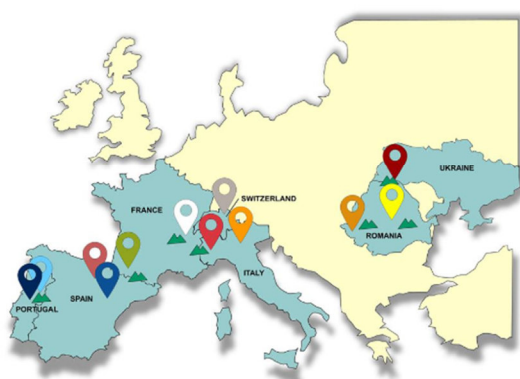 UKRAINE
FRANCE
SWITZERLAND
ROMANIA
ITALY
SPAIN
PORTUGAL